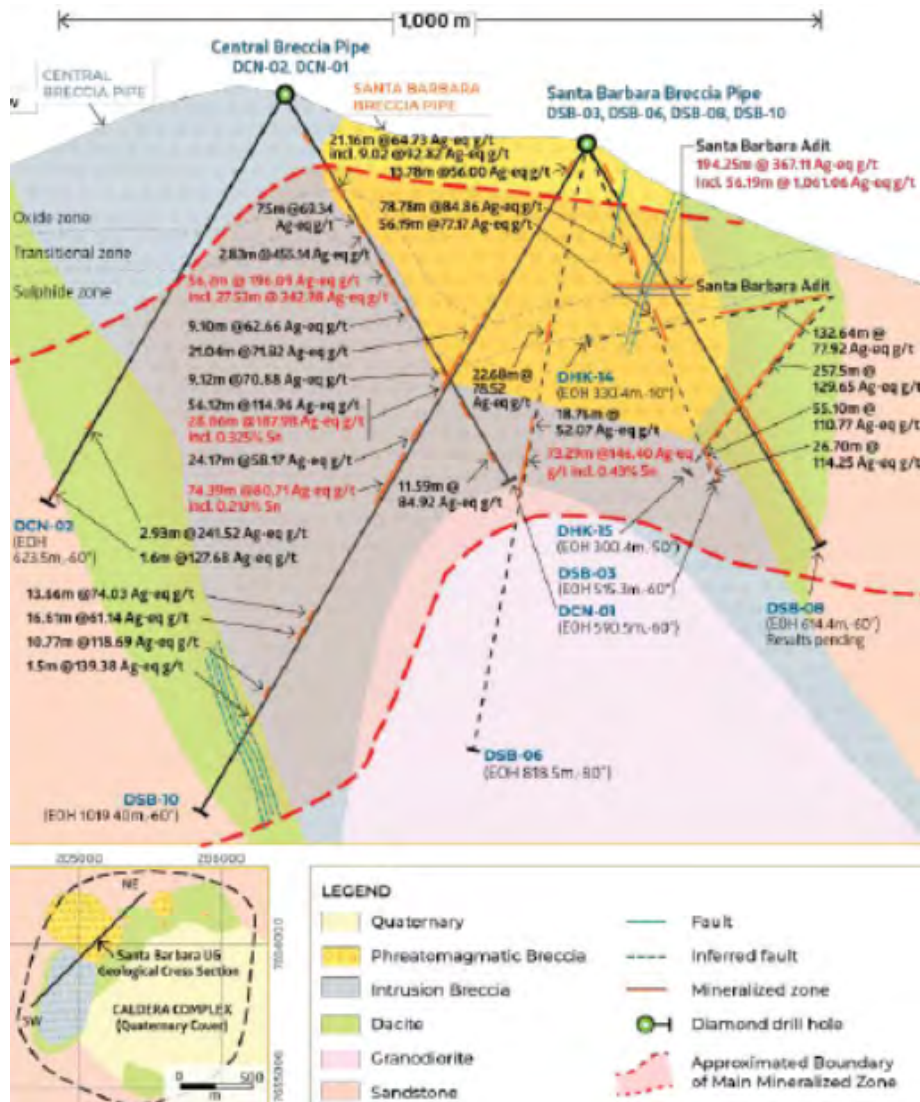 1,000 m
Central Breccia Pipe
DCN-02, DCN-01
CENTRAL
BRECCIA PIPE
SANTA BARBARA
BRECCIA PIPE
Santa Barbara Breccia Pipe
DSB-03, DSB-06, DSB-08, DSB-10
Santa Barbara Adit
194.25m @ 367.11 Ag-eq g/t
Incl. 56.19m @ 1,061.06 Ag-eq g/t
21.16m @64.73 Ag-eq g/t
incl. 9.02 @92.82 Ag-eq g/t
15.78m @56.00 Ag-eq g/t
78.78m @84.86 Ag-eq g/t
56.19m @77.17 Ag-eq g/t
75m @69.34
Ag-eq g/t
2.83m @455.14 Ag-eq g/t
Oxide zone
Transitional zone
Sulphide zone
incl. 27.53m @ 342.98 Ag-eq g/t
9.10m @62.66 Ag-eq g/t
21.04m @71.82 Ag-eq g/t
9.12m @70.88 Ag-eq g/t
56.12m @114.96 Ag-eq g/t
28.06m @187.98 Ag-eq g/t
incl. 0.325% Sn
24.17m @58.17 Ag-eq g/t
74.39m @80.71 Ag-eq g/t
incl. 0.213% Sn
Santa Barbara Adit
132.64m @
77.92 Ag-eq g/t
257.5m @
129.65 Ag-eq g/t
55.10m @
110.77 Ag-eq g/t
26.70m @
114.25 Ag-eq g/t
22.68m @
78.52
Ag-eq g/t
DHK-14
(EOH 330.4m,-10°)
18.76m @
52.07 Ag-eq g/t
73.29m @146.40 Ag-eq
g/t incl. 0.43% Sn
11.59m @
84.92 Ag-eq g/t
DCN-02
(EOH
623.5m,-60°)
2.93m @241.52 Ag-eq g/t
1.6m @127.68 Ag-eq g/t
13.66m @74.03 Ag-eq g/t
16.61m @61.14 Ag-eq g/t
10.77m @118.69 Ag-eq g/t
1.5m @139.38 Ag-eq g/t
DHK-15
(EOH 300.4m,-50°)
DSB-03
(EOH 515.3m,-60°)
DCN-01
(EOH 590.5m,-60°)
DSB-08
(EOH 614.4m,-60°)
Results pending
DSB-06
(EOH 818.5m,-80°)
DSB-10
(EOH 1019.40m,-60°)
205000 206000
NE
Santa Barbara UG
Geological Cross Section
CALDERA COMPLEX
(Quaternary Cover)
SW
0 500
m
LEGEND
Quaternary
Phreatomagmatic Breccia
Intrusion Breccia
Dacite
Granodiorite
Sandstone
Fault
Inferred fault
Mineralized zone
Diamond drill hole
Approximated Boundary
of Main Mineralized Zone